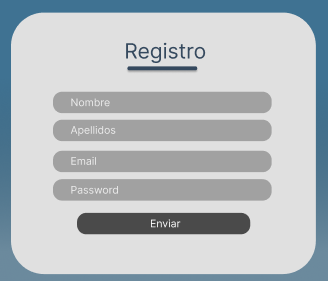 Registro
Nombre
Apellidos
Email
Password
Enviar